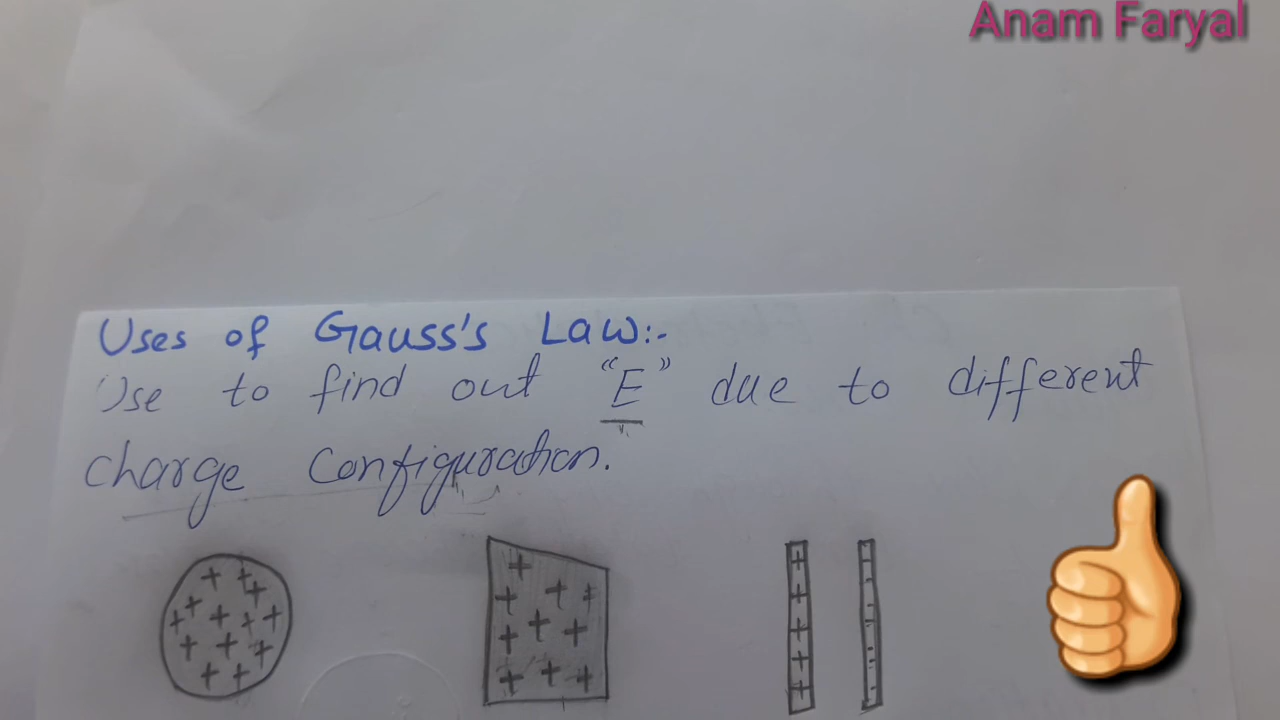 Anam Faryal
Uses of Gauss's Law:-
Use to find out "E" due to different
charge Configuration.